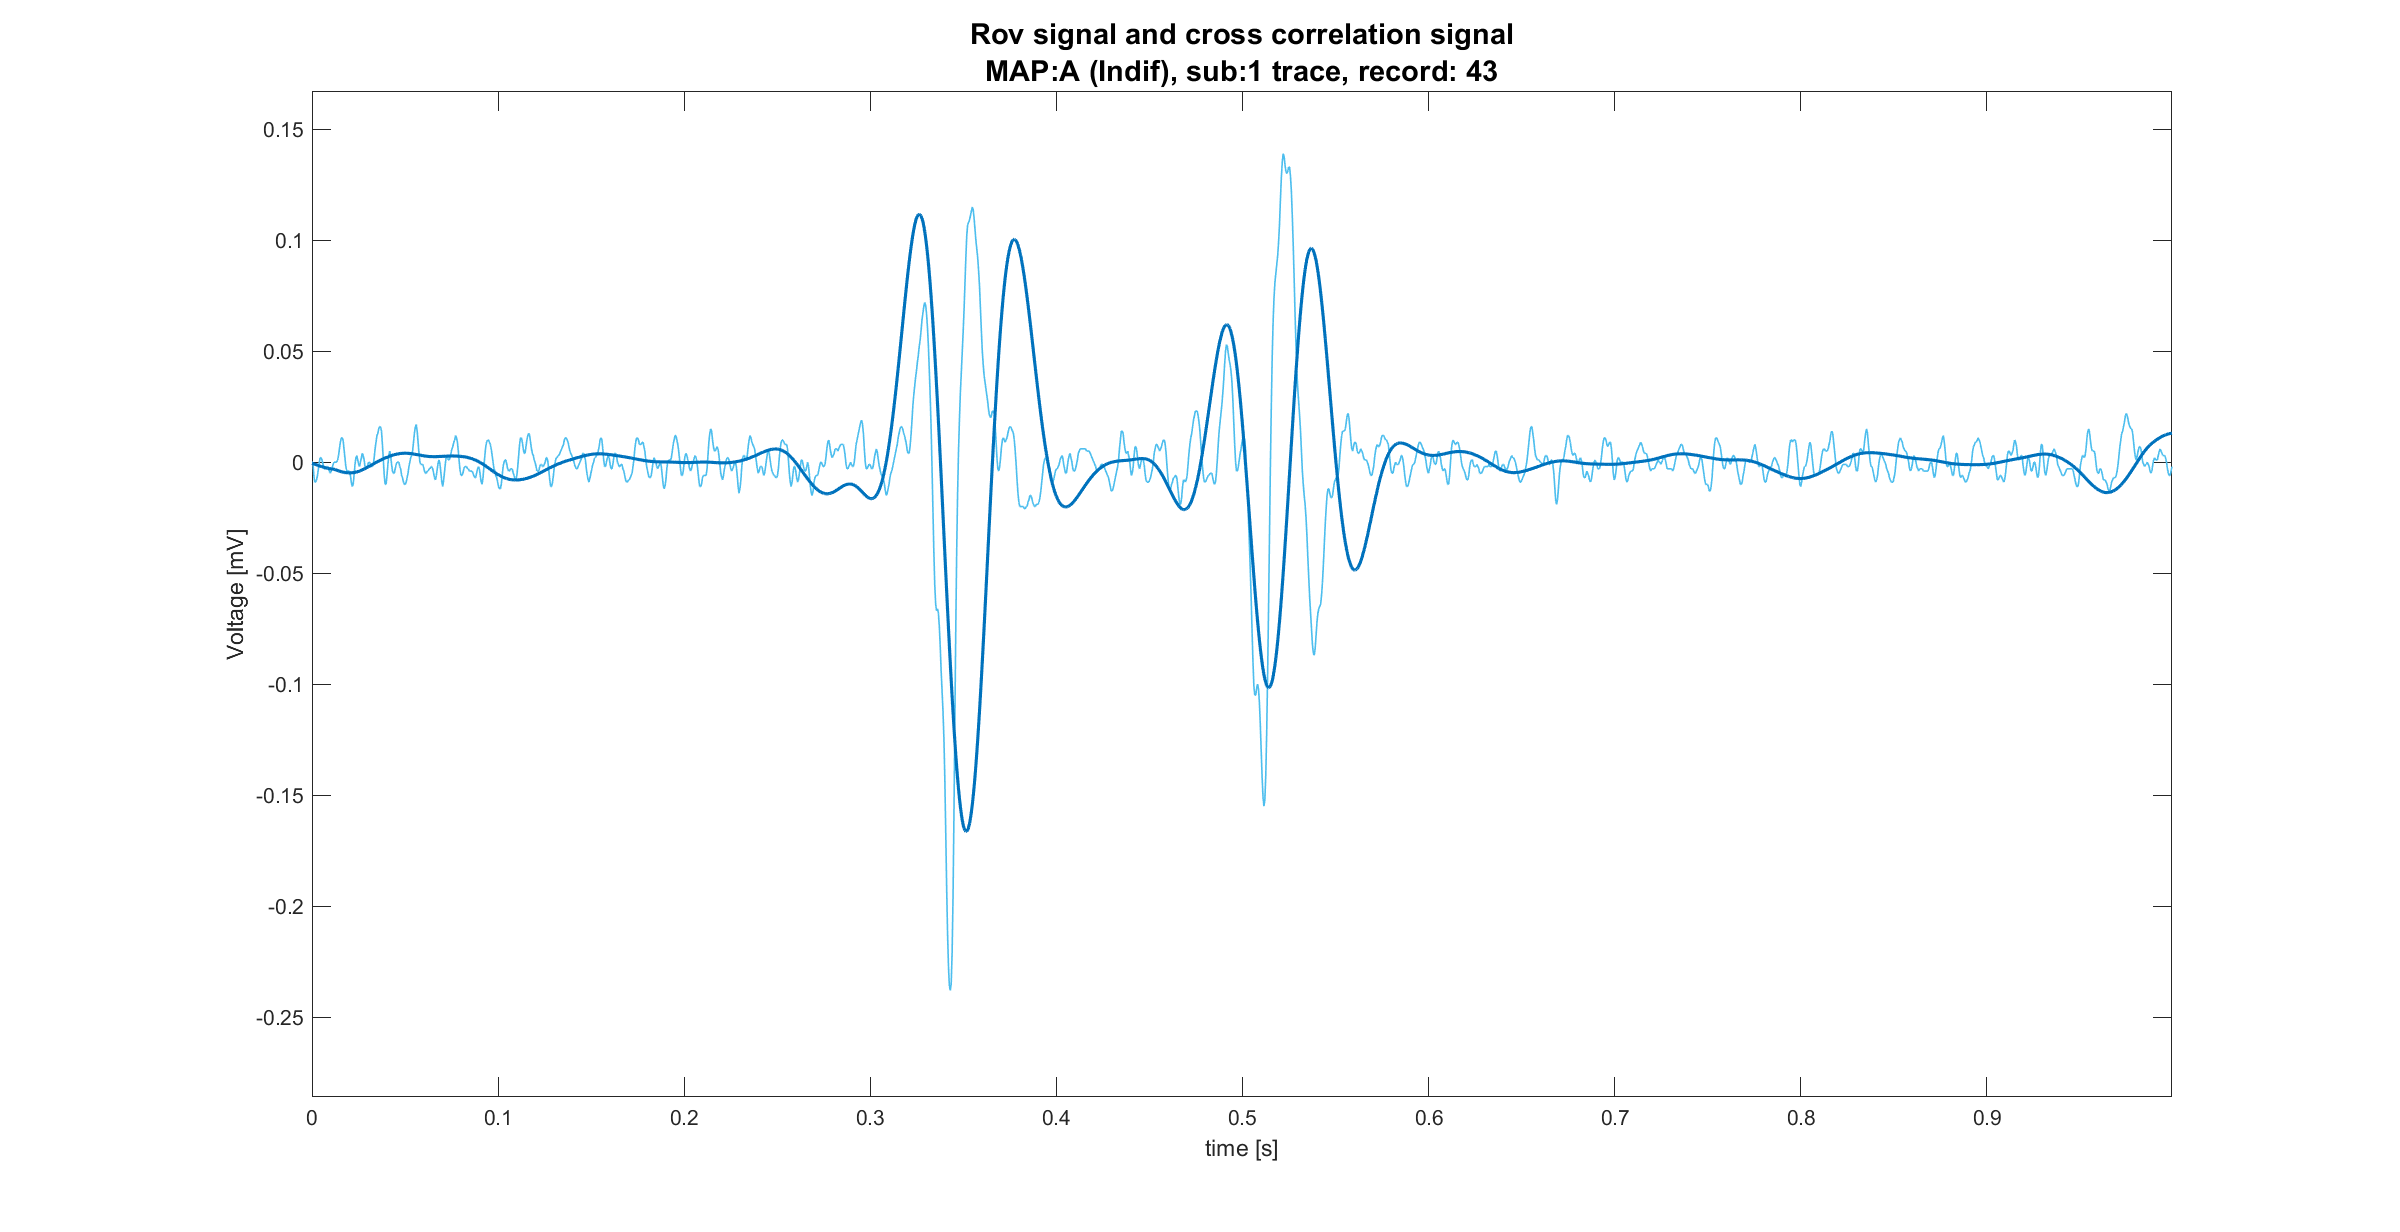 Rov signal and cross correlation signal
MAP:A (Indif), sub:1 trace, record: 43
0.15
0.1
0.05
0
-0.05
-0.1
-0.15
-0.2
-0.25
Voltage [mV]
0 0.1 0.2 0.3 0.4 0.5 0.6 0.7 0.8 0.9
time [s]